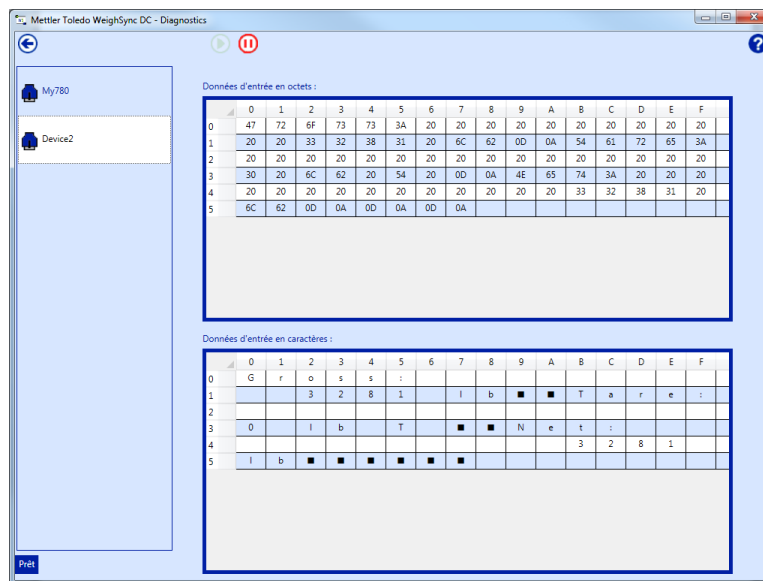 Mettler Toledo WeighSync DC - Diagnostics
My780
Device2
Données d'entrée en octets :
0 1 2 3 4 5 6 7 8 9 A B C D E F
0 47 72 6F 73 73 3A 20 20 20 20 20 20 20 20 20 20
1 20 20 33 32 38 31 20 6C 62 0D 0A 54 61 72 65 3A
2 20 20 20 20 20 20 20 20 20 20 20 20 20 20 20 20
3 30 20 6C 62 20 54 20 0D 0A 4E 65 74 3A 20 20 20
4 20 20 20 20 20 20 20 20 20 20 20 33 32 38 31 20
5 6C 62 0D 0A 0D 0A 0D 0A
Données d'entrée en caractères :
0 1 2 3 4 5 6 7 8 9 A B C D E F
0 G r o s s :
1 3 2 8 1 l b ■ ■ T a r e :
2
3 0 l b T ■ ■ N e t :
4 3 2 8 1
5 l b ■ ■ ■ ■ ■ ■
Prêt